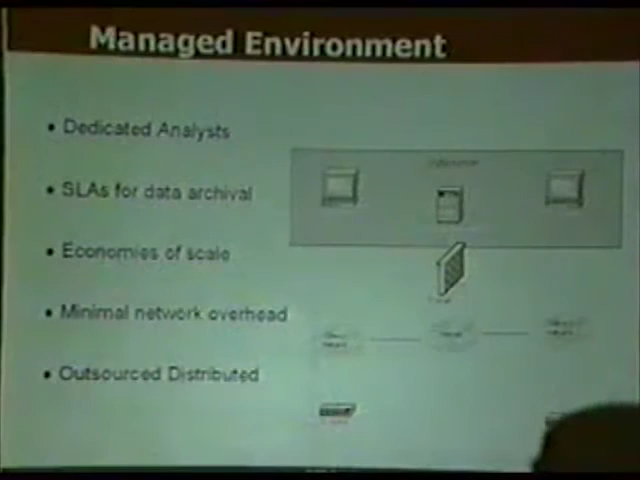 Managed Environment
• Dedicated Analysts
• SLAs for data archival
• Economies of scale
• Minimal network overhead
• Outsourced Distributed